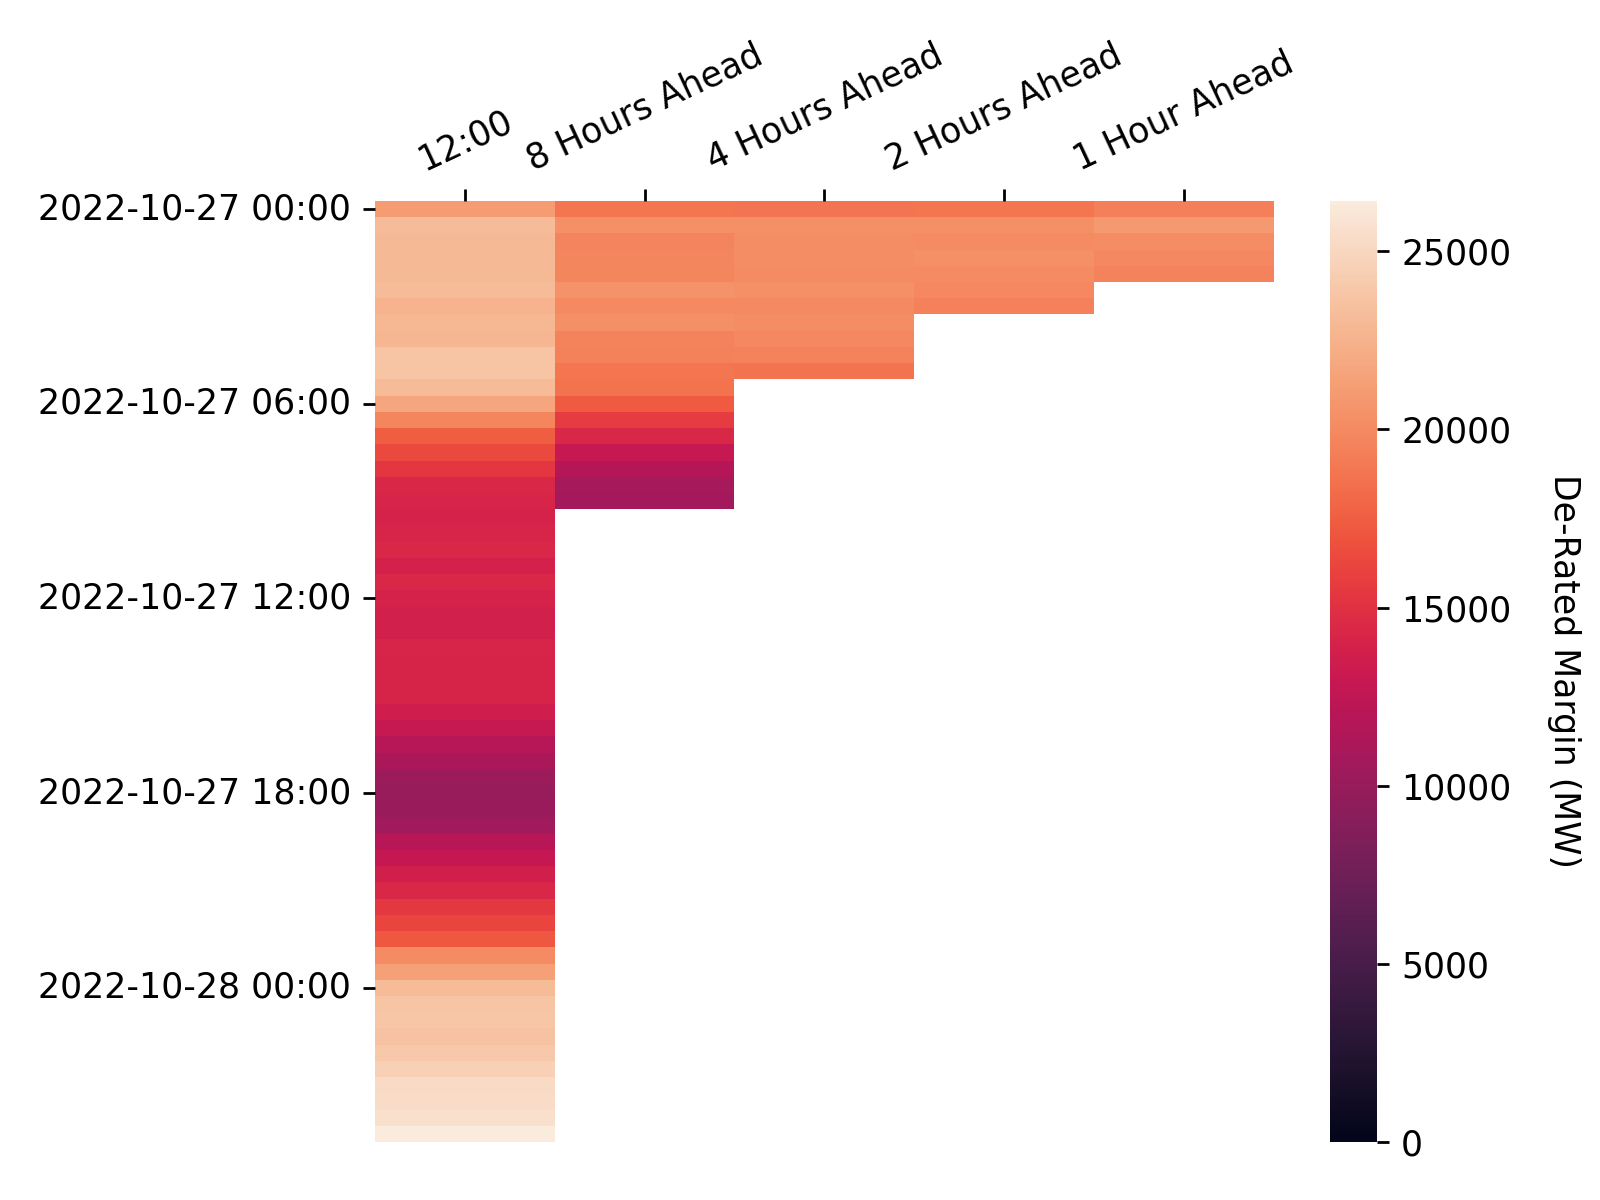 12:00
8 Hours Ahead
4 Hours Ahead
2 Hours Ahead
1 Hour Ahead
2022-10-27 00:00
2022-10-27 06:00
2022-10-27 12:00
2022-10-27 18:00
2022-10-28 00:00
25000
20000
15000
10000
5000
0
De-Rated Margin (MW)